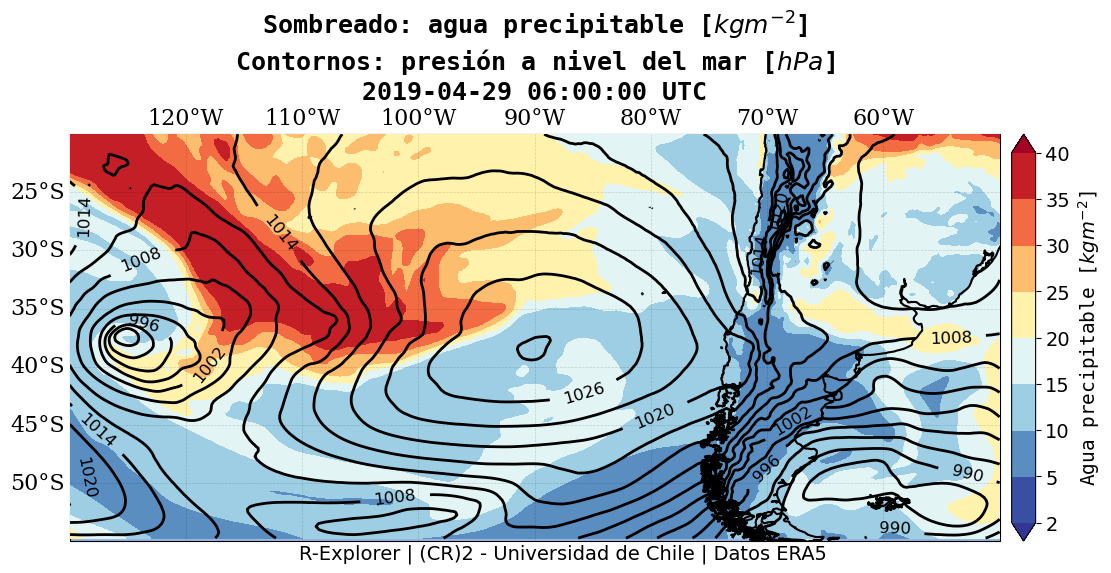 Sombreado: agua precipitable [kgm⁻²]
Contornos: presión a nivel del mar [hPa]
2019-04-29 06:00:00 UTC
120°W 110°W 100°W 90°W 80°W 70°W 60°W
25°S
30°S
35°S
40°S
45°S
50°S
1014
1008
996
1002
1014
1020
1014
1008
1026
1020
1014
1002
996
1008
990
990
40
35
30
25
20
15
10
5
2
Agua precipitable [kgm⁻²]
R-Explorer | (CR)2 - Universidad de Chile | Datos ERA5